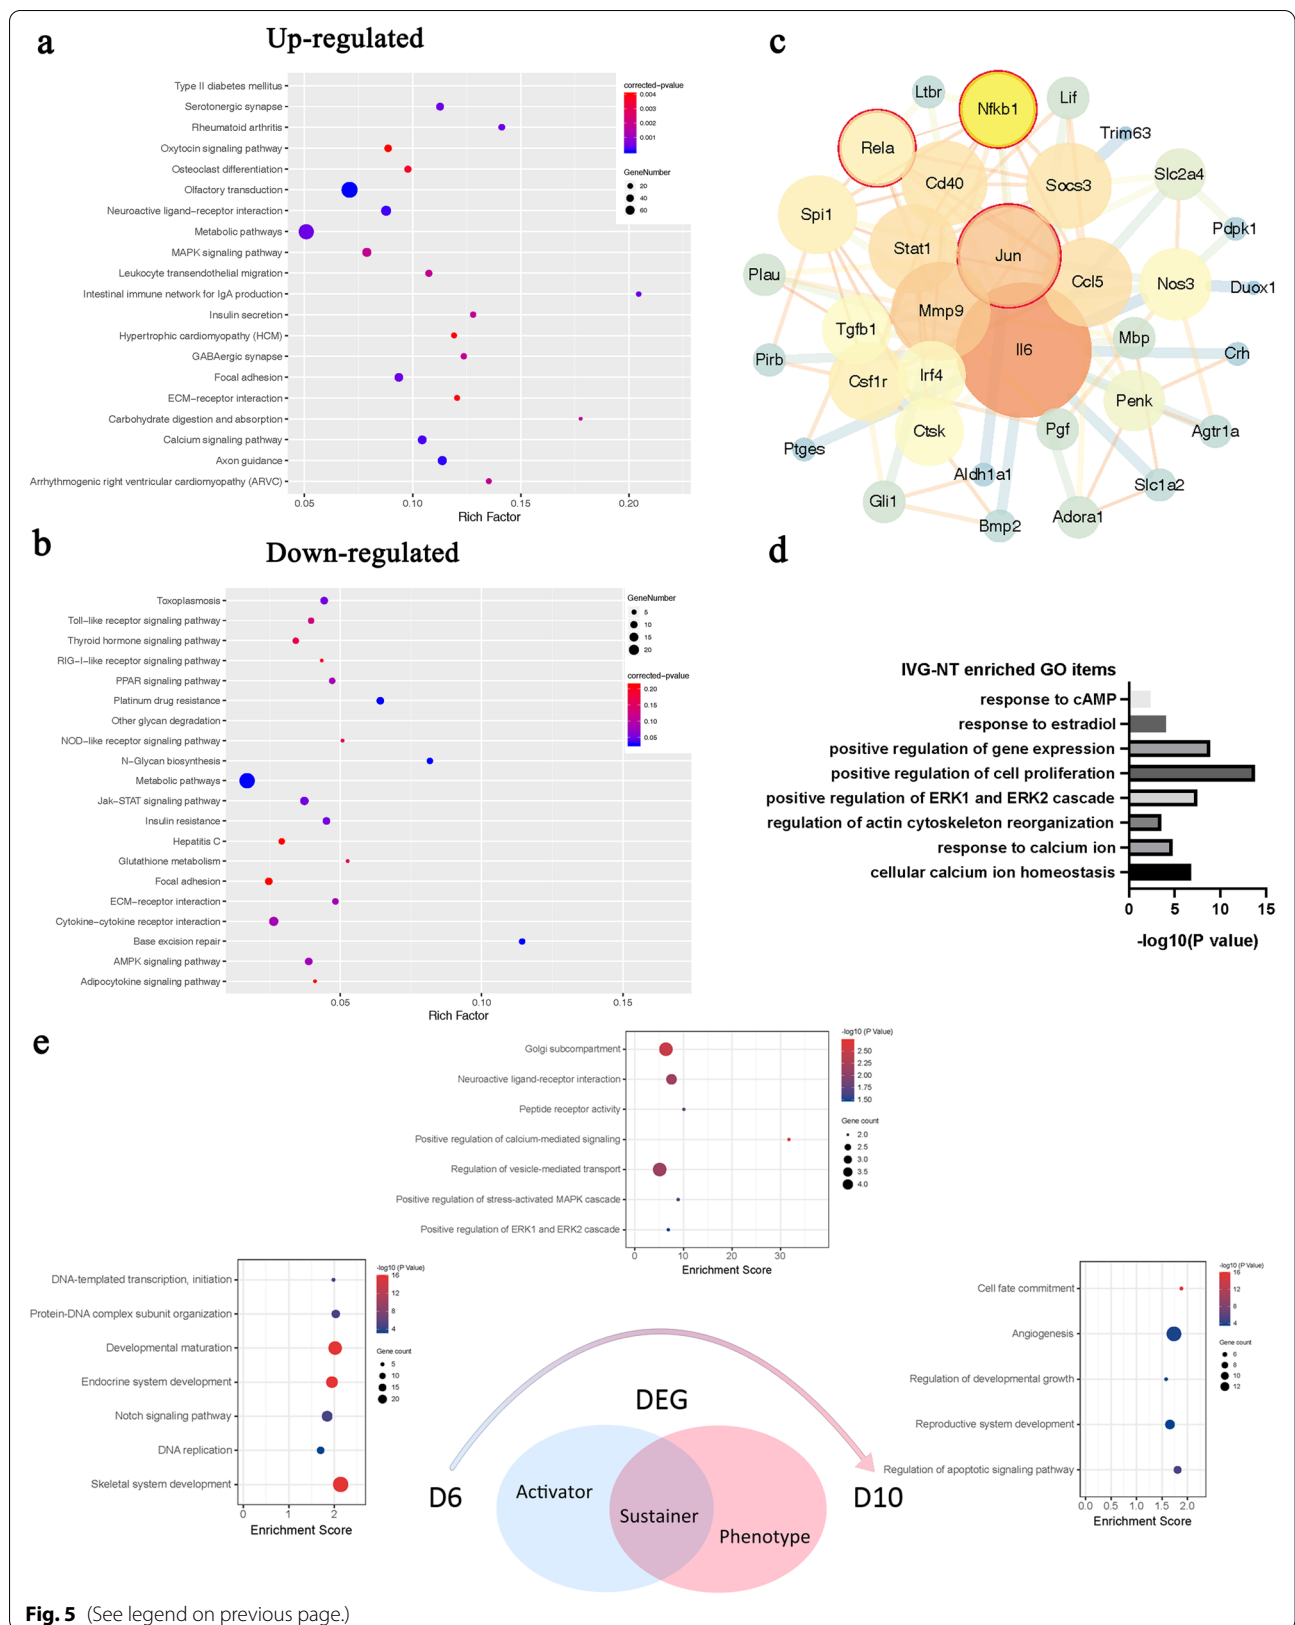 a
Up-regulated
Type II diabetes mellitus
Serotonergic synapse
Rheumatoid arthritis
Oxytocin signaling pathway
Osteoclast differentiation
Olfactory transduction
Neuroactive ligand−receptor interaction
Metabolic pathways
MAPK signaling pathway
Leukocyte transendothelial migration
Intestinal immune network for IgA production
Insulin secretion
Hypertrophic cardiomyopathy (HCM)
GABAergic synapse
Focal adhesion
ECM−receptor interaction
Carbohydrate digestion and absorption
Calcium signaling pathway
Axon guidance
Arrhythmogenic right ventricular cardiomyopathy (ARVC)
0.05 0.10 0.15 0.20
Rich Factor
corrected−pvalue
0.004
0.003
0.002
0.001
GeneNumber
20
40
60
b
Down-regulated
Toxoplasmosis
Toll−like receptor signaling pathway
Thyroid hormone signaling pathway
RIG−I−like receptor signaling pathway
PPAR signaling pathway
Platinum drug resistance
Other glycan degradation
NOD−like receptor signaling pathway
N−Glycan biosynthesis
Metabolic pathways
Jak−STAT signaling pathway
Insulin resistance
Hepatitis C
Glutathione metabolism
Focal adhesion
ECM−receptor interaction
Cytokine−cytokine receptor interaction
Base excision repair
AMPK signaling pathway
Adipocytokine signaling pathway
0.05 0.10 0.15
Rich Factor
GeneNumber
5
10
15
20
corrected−pvalue
0.20
0.15
0.10
0.05
c
Ltbr
Nfkb1
Lif
Trim63
Rela
Cd40
Socs3
Slc2a4
Spi1
Pdpk1
Stat1
Jun
Plau
Ccl5
Nos3
Duox1
Mmp9
Tgfb1
Mbp
Pirb
Il6
Crh
Csf1r
Irf4
Penk
Ctsk
Pgf
Agtr1a
Ptges
Aldh1a1
Slc1a2
Gli1
Bmp2
Adora1
d
IVG-NT enriched GO items
response to cAMP
response to estradiol
positive regulation of gene expression
positive regulation of cell proliferation
positive regulation of ERK1 and ERK2 cascade
regulation of actin cytoskeleton reorganization
response to calcium ion
cellular calcium ion homeostasis
0 5 10 15
-log10(P value)
e
Golgi subcompartment
Neuroactive ligand-receptor interaction
Peptide receptor activity
Positive regulation of calcium-mediated signaling
Regulation of vesicle-mediated transport
Positive regulation of stress-activated MAPK cascade
Positive regulation of ERK1 and ERK2 cascade
0 10 20 30
Enrichment Score
-log10 (P Value)
2.50
2.25
2.00
1.75
1.50
Gene count
2.0
2.5
3.0
3.5
4.0
DNA-templated transcription, initiation
Protein-DNA complex subunit organization
Developmental maturation
Endocrine system development
Notch signaling pathway
DNA replication
Skeletal system development
0 1 2
Enrichment Score
-log10 (P Value)
16
12
8
4
Gene count
5
10
15
20
DEG
D6
Activator
Sustainer
Phenotype
D10
Cell fate commitment
Angiogenesis
Regulation of developmental growth
Reproductive system development
Regulation of apoptotic signaling pathway
0.0 0.5 1.0 1.5 2.0
Enrichment Score
-log10 (P Value)
16
12
8
4
Gene count
6
8
10
12
Fig. 5 (See legend on previous page.)